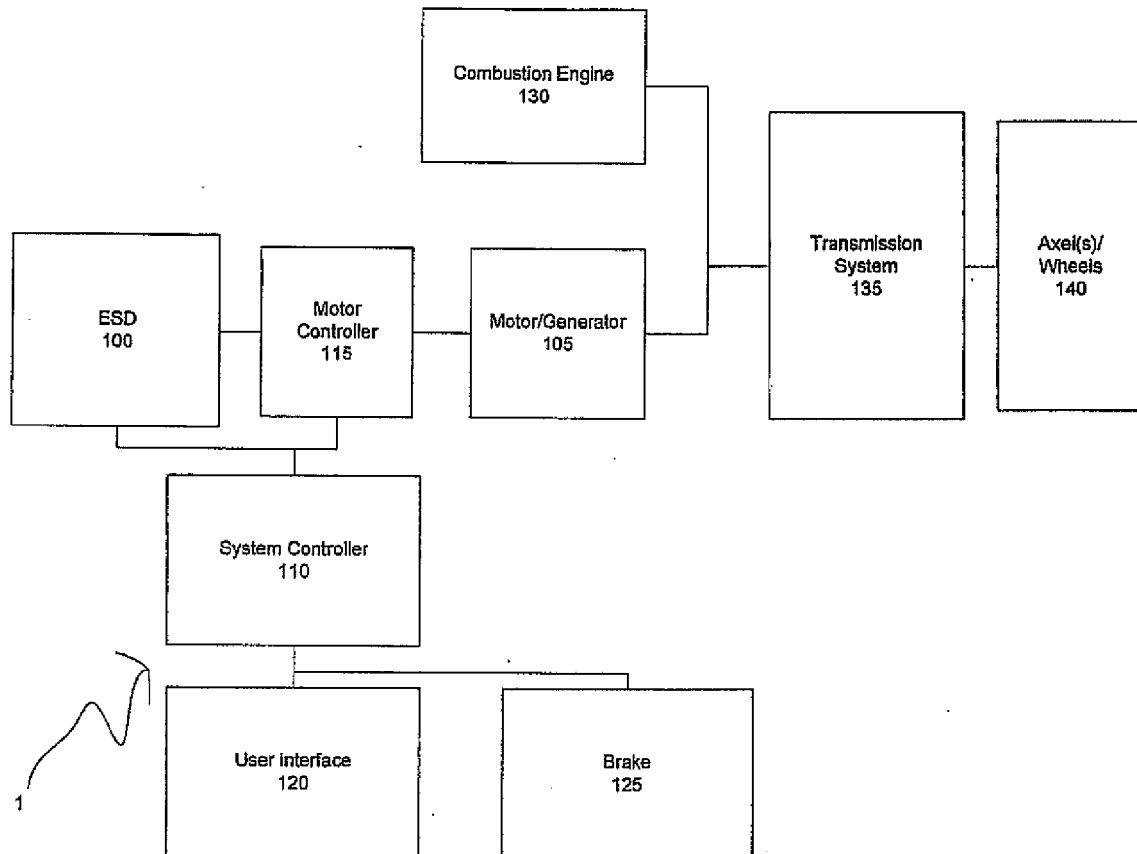 Combustion Engine
130
Transmission
System
135
Axel(s)/
Wheels
140
ESD
100
Motor
Controller
115
Motor/Generator
105
System Controller
110
User interface
120
Brake
125
1